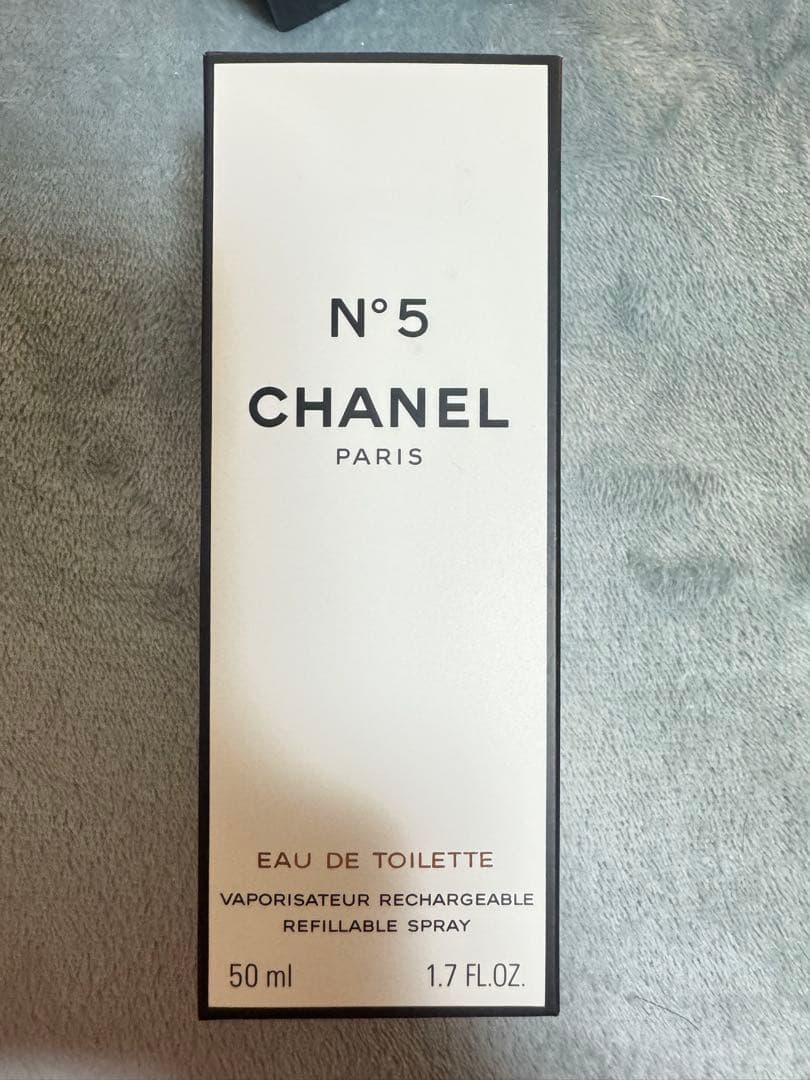 N°5
CHANEL
PARIS
EAU DE TOILETTE
VAPORISATEUR RECHARGEABLE
REFILLABLE SPRAY
50 ml 1.7 FL.OZ.